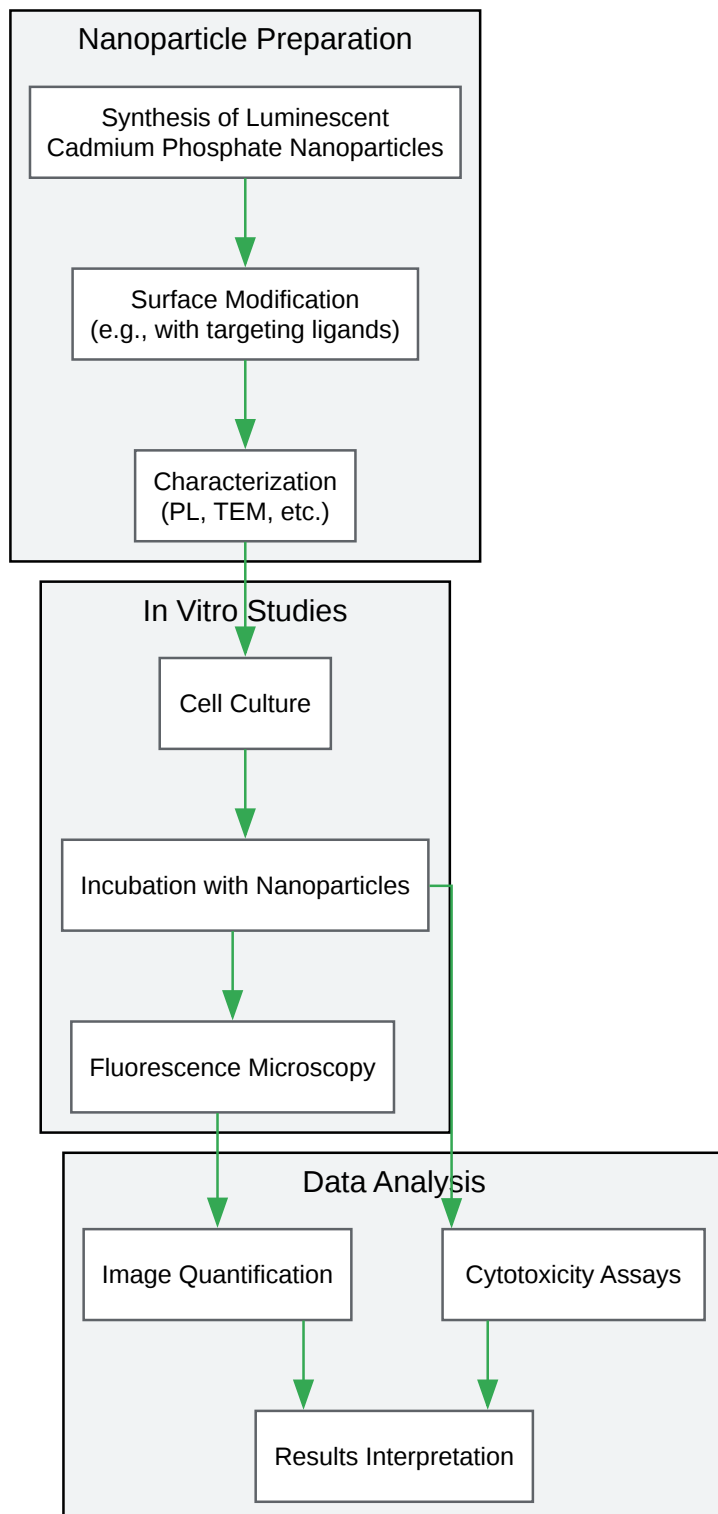 Nanoparticle Preparation
Synthesis of Luminescent
Cadmium Phosphate Nanoparticles
Surface Modification
(e.g., with targeting ligands)
Characterization
(PL, TEM, etc.)
In Vitro Studies
Cell Culture
Incubation with Nanoparticles
Fluorescence Microscopy
Data Analysis
Image Quantification
Cytotoxicity Assays
Results Interpretation